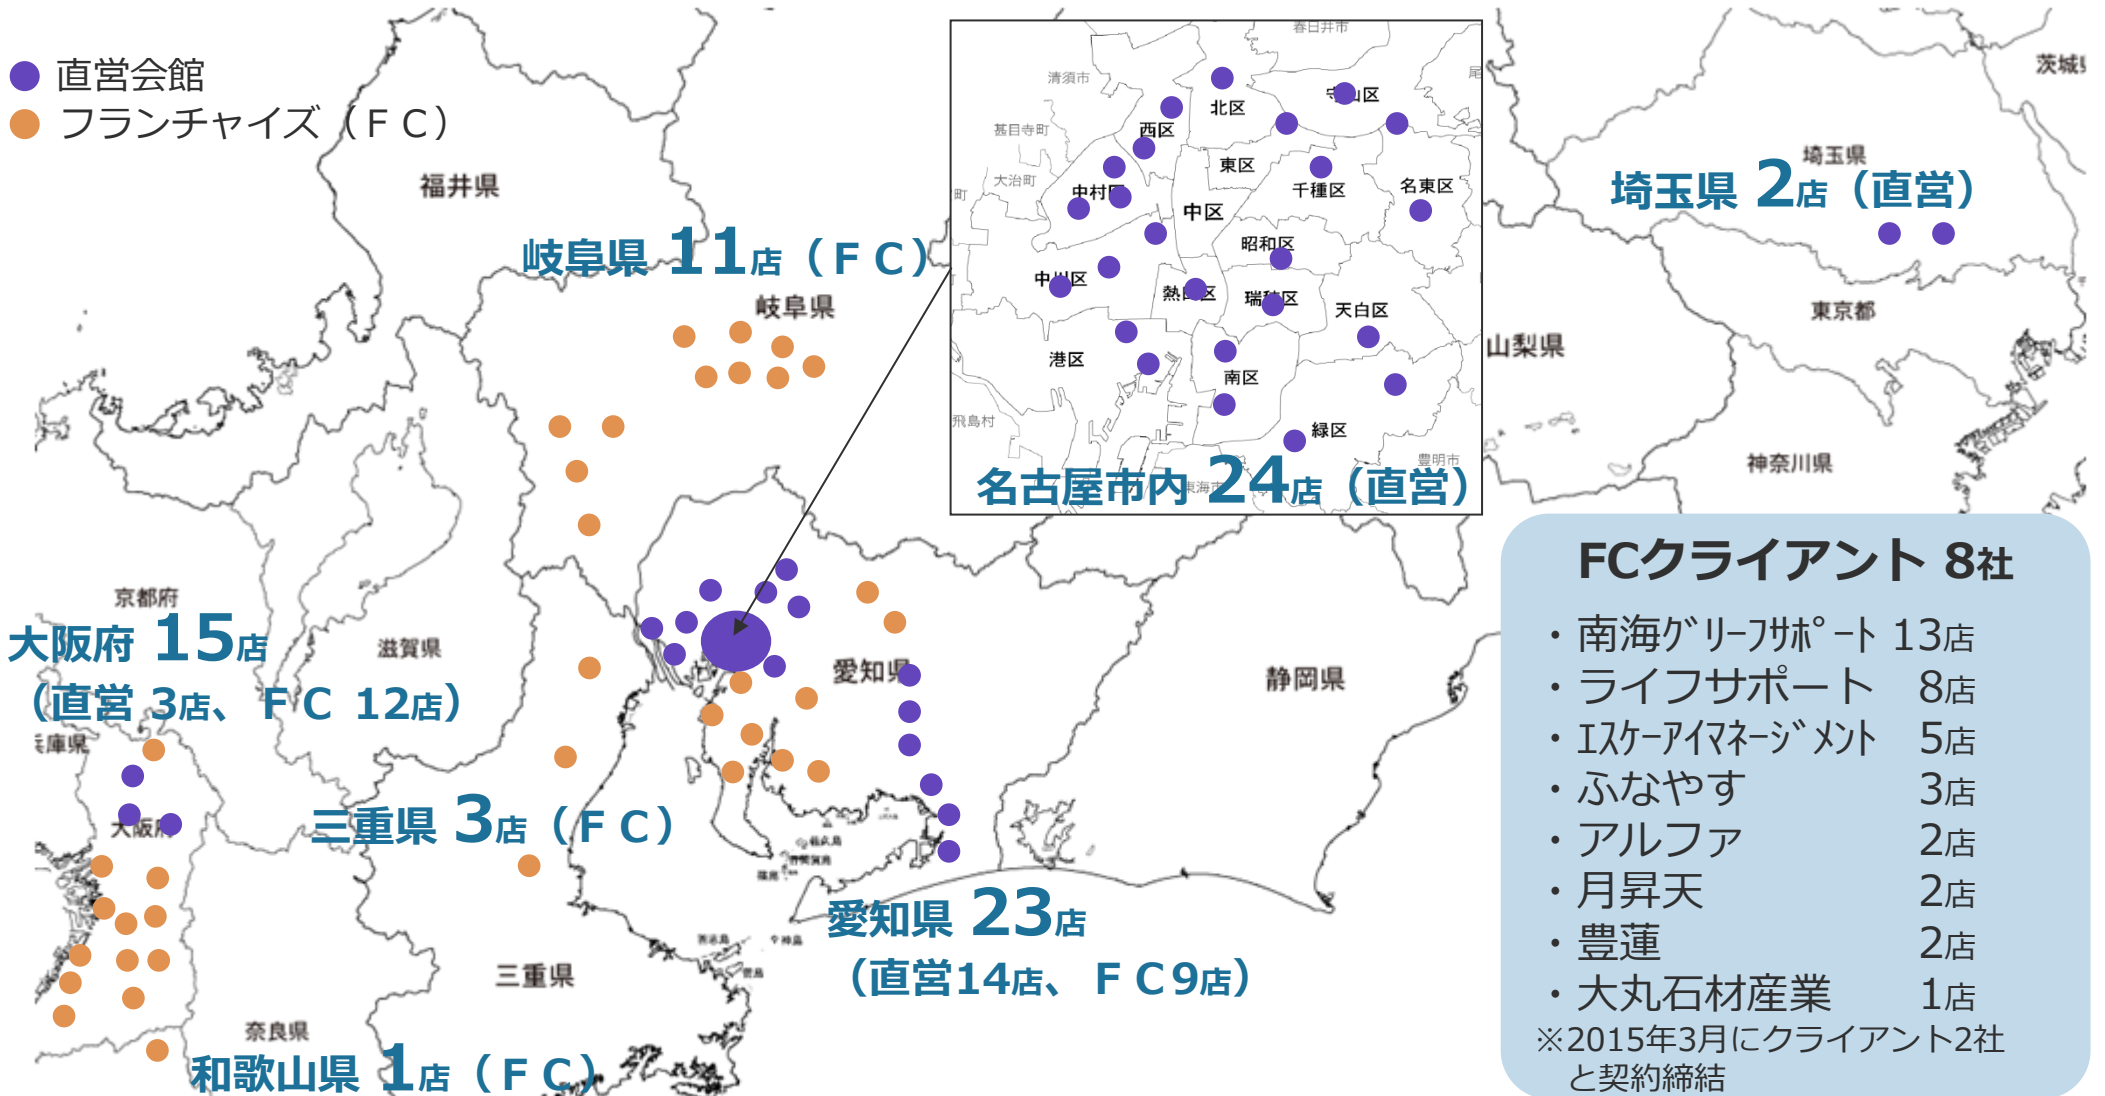 直営会館
フランチャイズ（ＦＣ）
福井県
岐阜県 11店（ＦＣ）
岐阜県
春日井市
清須市
北区
守山区
甚目寺町
西区
東区
大治町
町
中村区
千種区
名東区
中区
昭和区
中川区
熱田区
瑞穂区
天白区
港区
南区
飛島村
緑区
豊明市
東海市
名古屋市内 24店（直営）
茨城県
埼玉県
埼玉県 2店（直営）
東京都
山梨県
神奈川県
京都府
大阪府 15店
（直営 3店、ＦＣ 12店）
滋賀県
兵庫県
大阪府
愛知県
静岡県
三重県 3店（ＦＣ）
愛知県 23店
（直営14店、ＦＣ9店）
三重県
奈良県
和歌山県 1店（ＦＣ）
FCクライアント 8社
・南海ｸﾞﾘｰﾌｻﾎﾟｰﾄ 13店
・ライフサポート 8店
・ｴｽｹｰｱｲﾏﾈｰｼﾞﾒﾝﾄ 5店
・ふなやす 3店
・アルファ 2店
・月昇天 2店
・豊蓮 2店
・大丸石材産業 1店
※2015年3月にクライアント2社
と契約締結